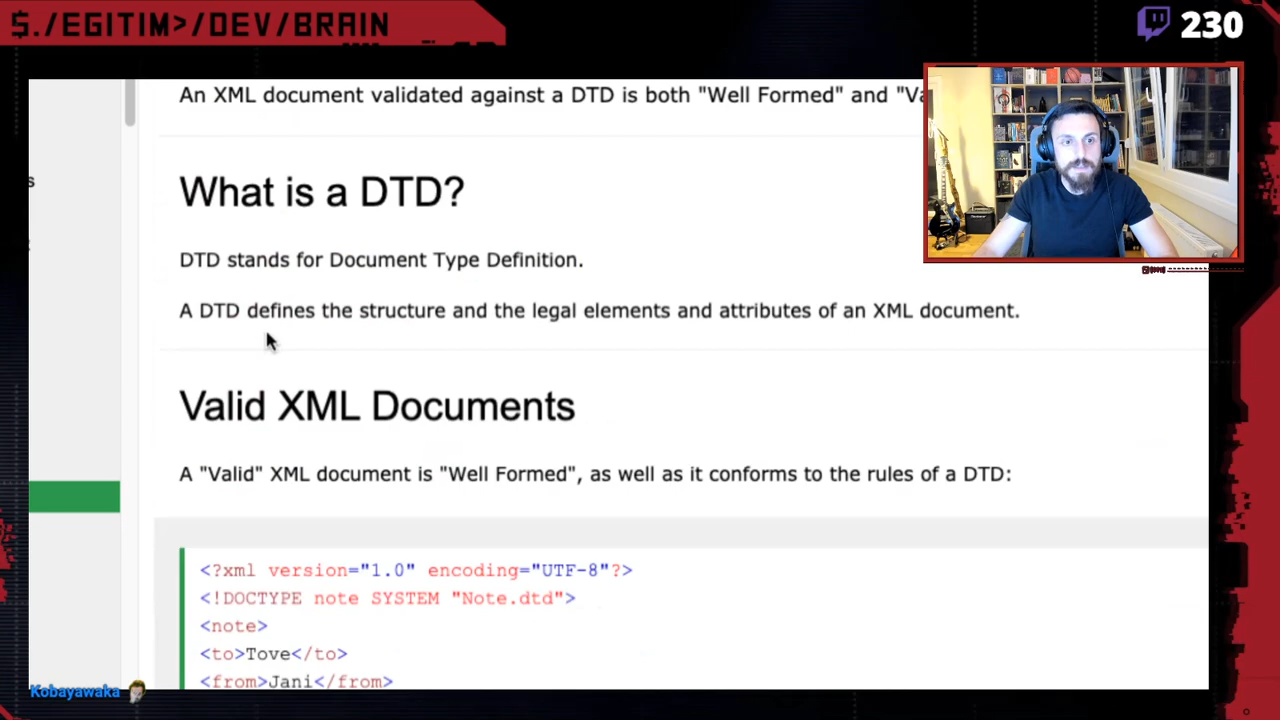 $./EGITIM>/DEV/BRAIN
230
An XML document validated against a DTD is both "Well Formed" and "Va
What is a DTD?
DTD stands for Document Type Definition.
A DTD defines the structure and the legal elements and attributes of an XML document.
Valid XML Documents
A "Valid" XML document is "Well Formed", as well as it conforms to the rules of a DTD:
<?xml version="1.0" encoding="UTF-8"?>
<!DOCTYPE note SYSTEM "Note.dtd">
<note>
<to>Tove</to>
<from>Jani</from>
Kobayawaka